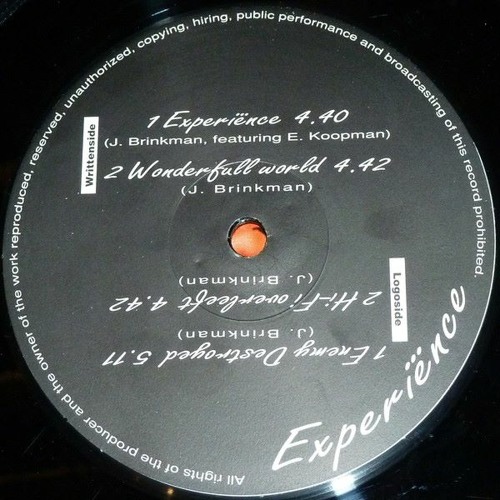 All rights of the producer and the owner of the work reproduced, reserved, unauthorized. copying, hiring, public performance and broadcasting of this record prohibited.
Writtenside
1 Experiënce 4.40
(J. Brinkman, featuring E. Koopman)
2 Wonderfull world 4.42
(J. Brinkman)
Logoside
1 Enemy Destroyed 5.11
(J. Brinkman)
2 Hi-Fi overleeft 4.42
(J. Brinkman)
Experiënce